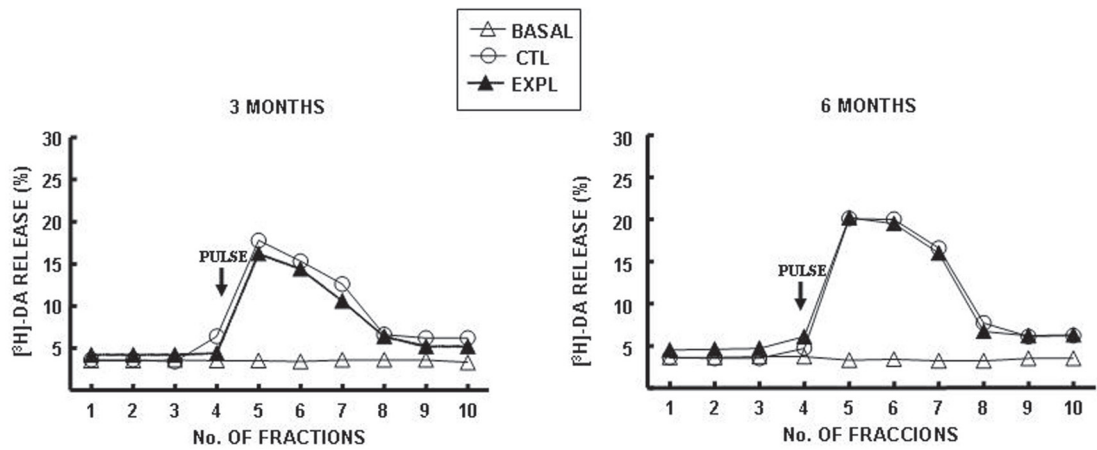 BASAL
CTL
EXPL
3 MONTHS
30
25
20
15
10
5
[³H]-DA RELEASE (%)
PULSE
1 2 3 4 5 6 7 8 9 10
No. OF FRACTIONS
6 MONTHS
30
25
20
15
10
5
[³H]-DA RELEASE (%)
PULSE
1 2 3 4 5 6 7 8 9 10
No. OF FRACCIONS